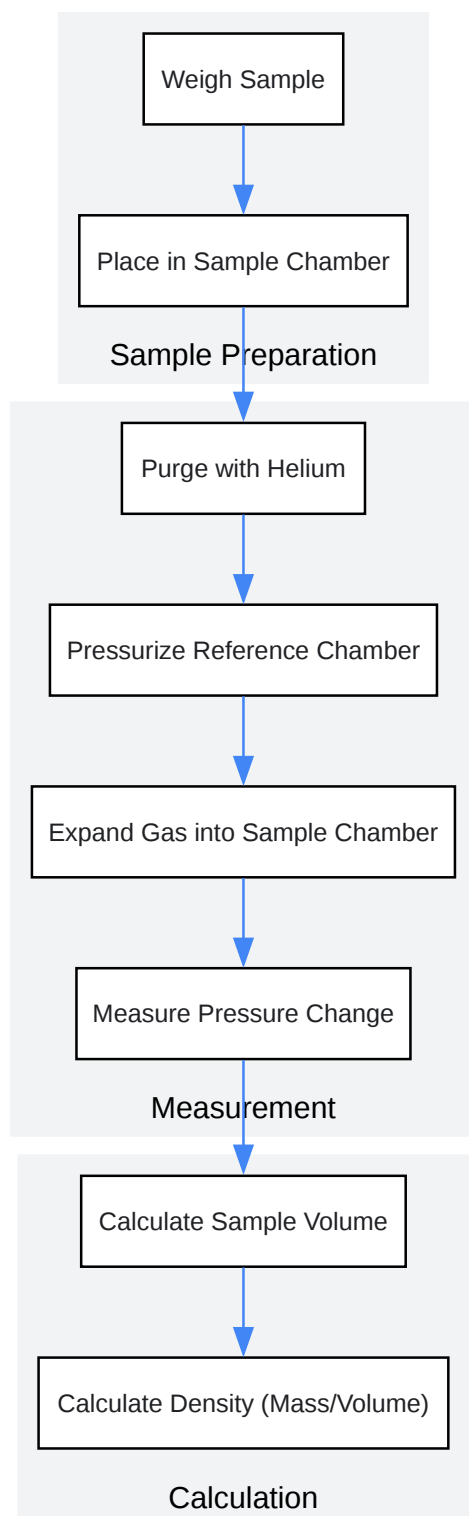 Weigh Sample
Place in Sample Chamber
Sample Preparation
Purge with Helium
Pressurize Reference Chamber
Expand Gas into Sample Chamber
Measure Pressure Change
Measurement
Calculate Sample Volume
Calculate Density (Mass/Volume)
Calculation